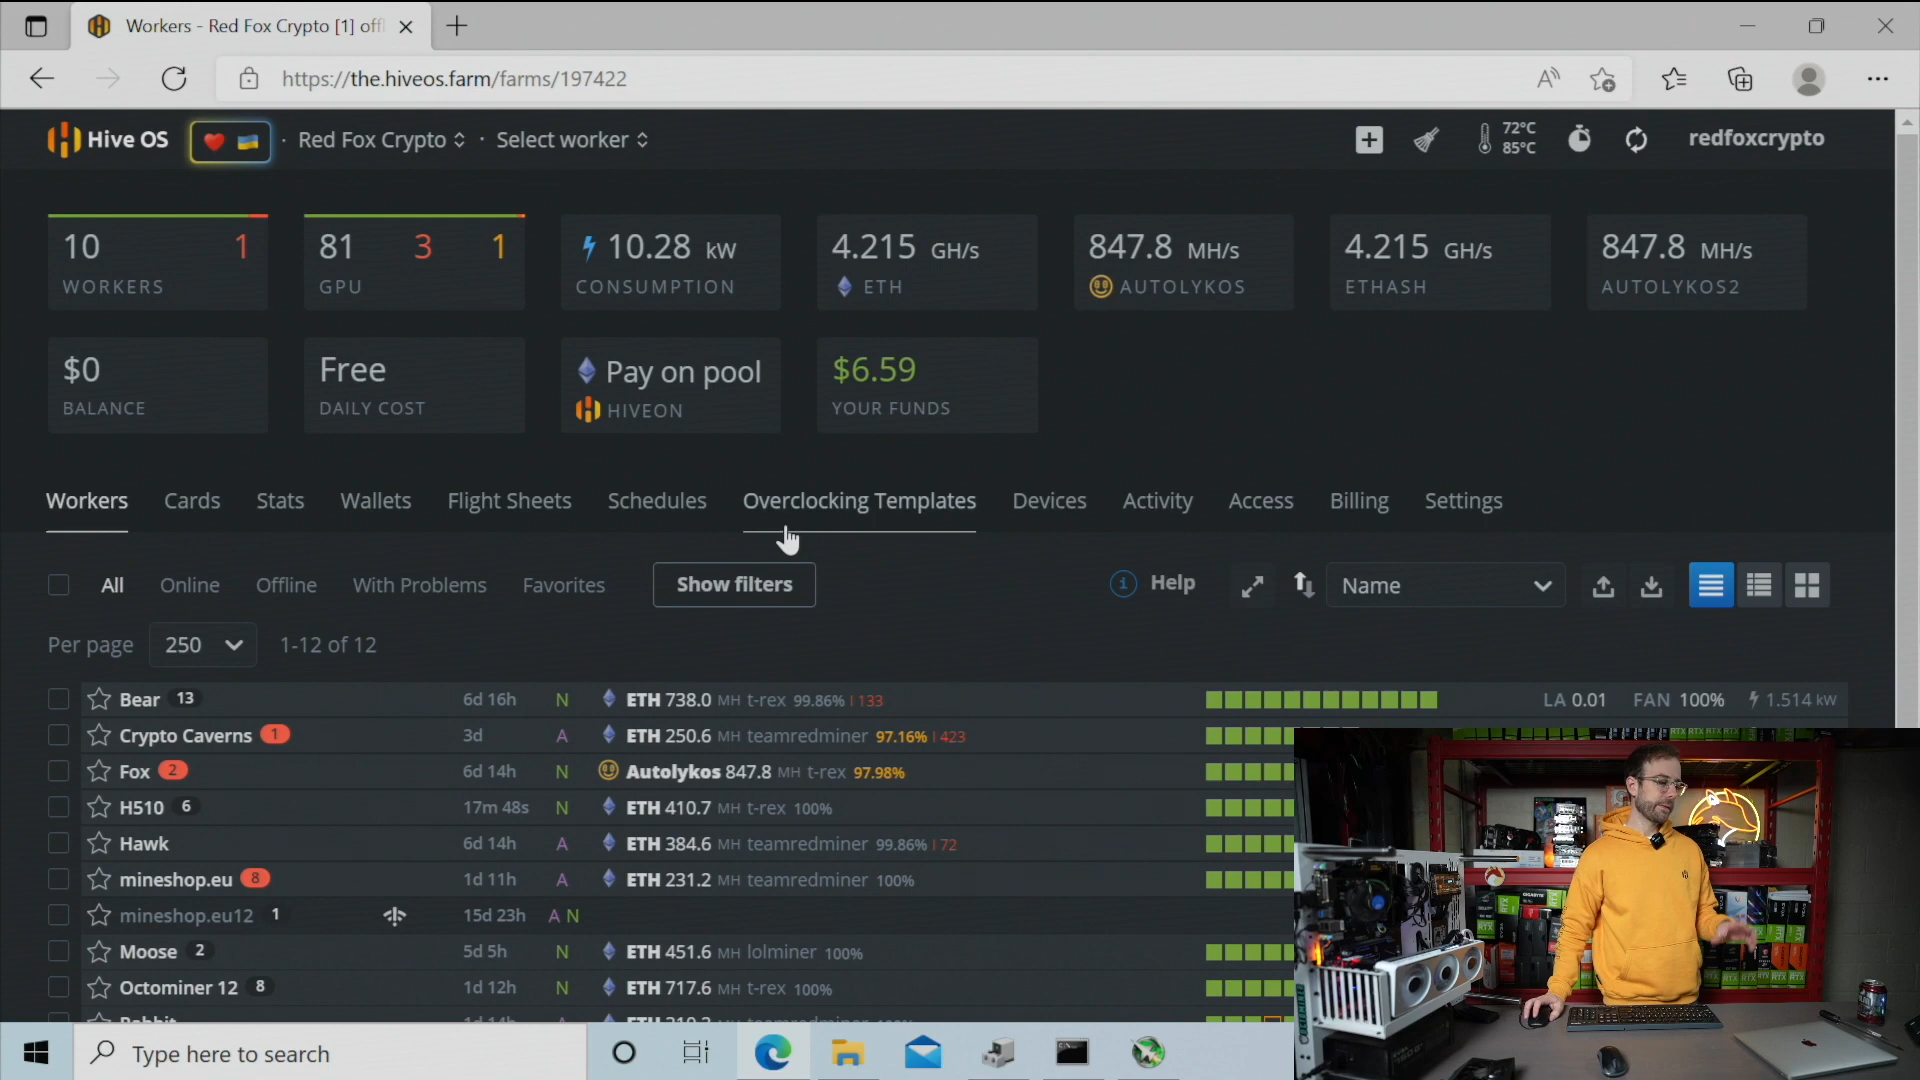 Workers - Red Fox Crypto [1] off
https://the.hiveos.farm/farms/197422
Hive OS · Red Fox Crypto · Select worker 72°C 85°C redfoxcrypto
10 1 WORKERS
81 3 1 GPU
10.28 kW CONSUMPTION
4.215 GH/s ETH
847.8 MH/s AUTOLYKOS
4.215 GH/s ETHASH
847.8 MH/s AUTOLYKOS2
$0 BALANCE
Free DAILY COST
Pay on pool HIVEON
$6.59 YOUR FUNDS
Workers Cards Stats Wallets Flight Sheets Schedules Overclocking Templates Devices Activity Access Billing Settings
All Online Offline With Problems Favorites Show filters Help Name
Per page 250 1-12 of 12
Bear 13 6d 16h N ETH 738.0 MH t-rex 99.86% | 133 LA 0.01 FAN 100% 1.514 kW
Crypto Caverns 1 3d A ETH 250.6 MH teamredminer 97.16% | 423
Fox 2 6d 14h N Autolykos 847.8 MH t-rex 97.98%
H510 6 17m 48s N ETH 410.7 MH t-rex 100%
Hawk 6d 14h A ETH 384.6 MH teamredminer 99.86% | 72
mineshop.eu 8 1d 11h A ETH 231.2 MH teamredminer 100%
mineshop.eu12 1 15d 23h A N
Moose 2 5d 5h N ETH 451.6 MH lolminer 100%
Octominer 12 8 1d 12h N ETH 717.6 MH t-rex 100%
Type here to search